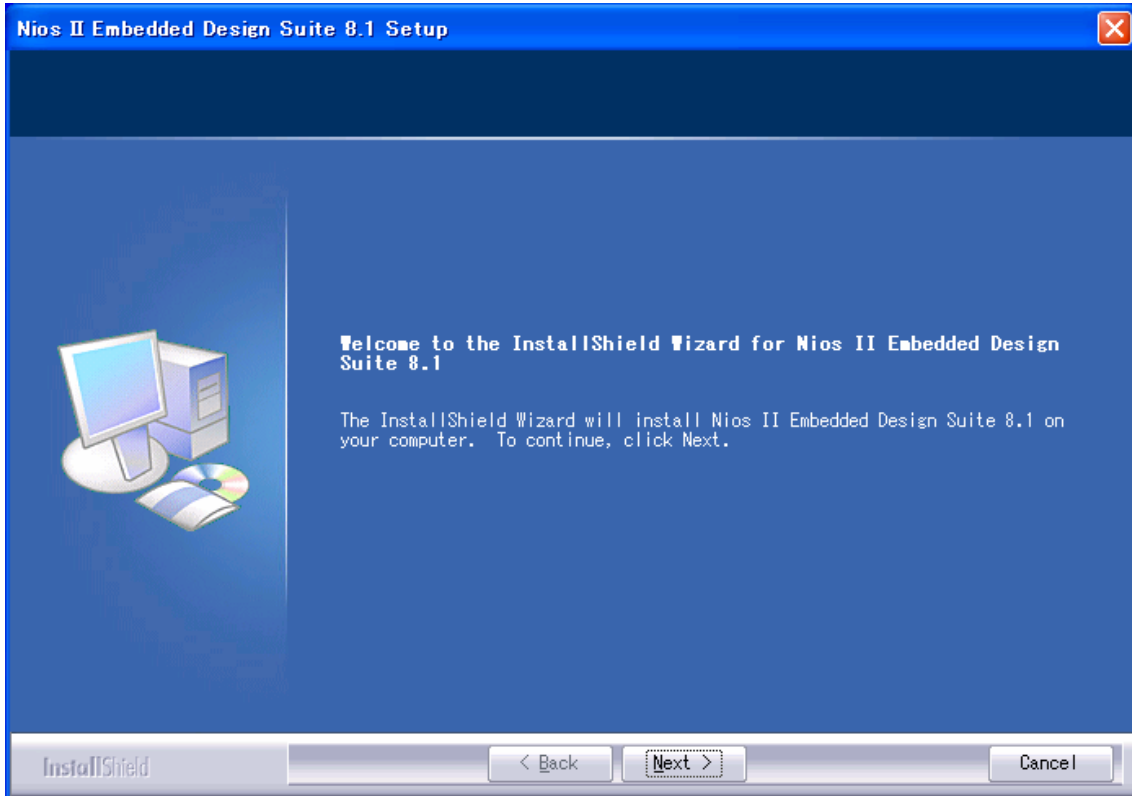 Nios II Embedded Design Suite 8.1 Setup
Welcome to the InstallShield Wizard for Nios II Embedded Design
Suite 8.1
The InstallShield Wizard will install Nios II Embedded Design Suite 8.1 on
your computer.  To continue, click Next.
InstallShield
< Back
Next >
Cancel